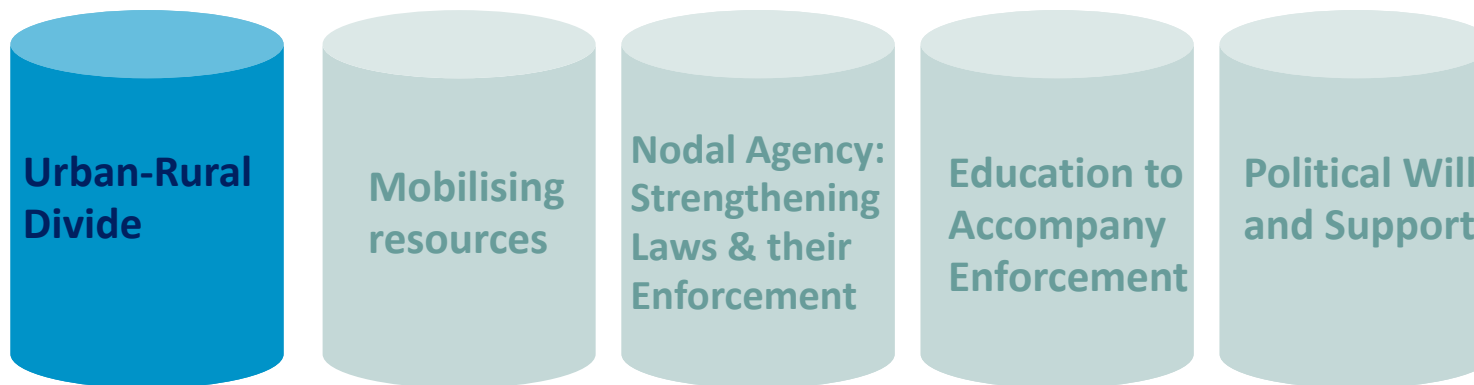 Urban-Rural
Divide
Mobilising
resources
Nodal Agency:
Strengthening
Laws & their
Enforcement
Education to
Accompany
Enforcement
Political Will
and Support